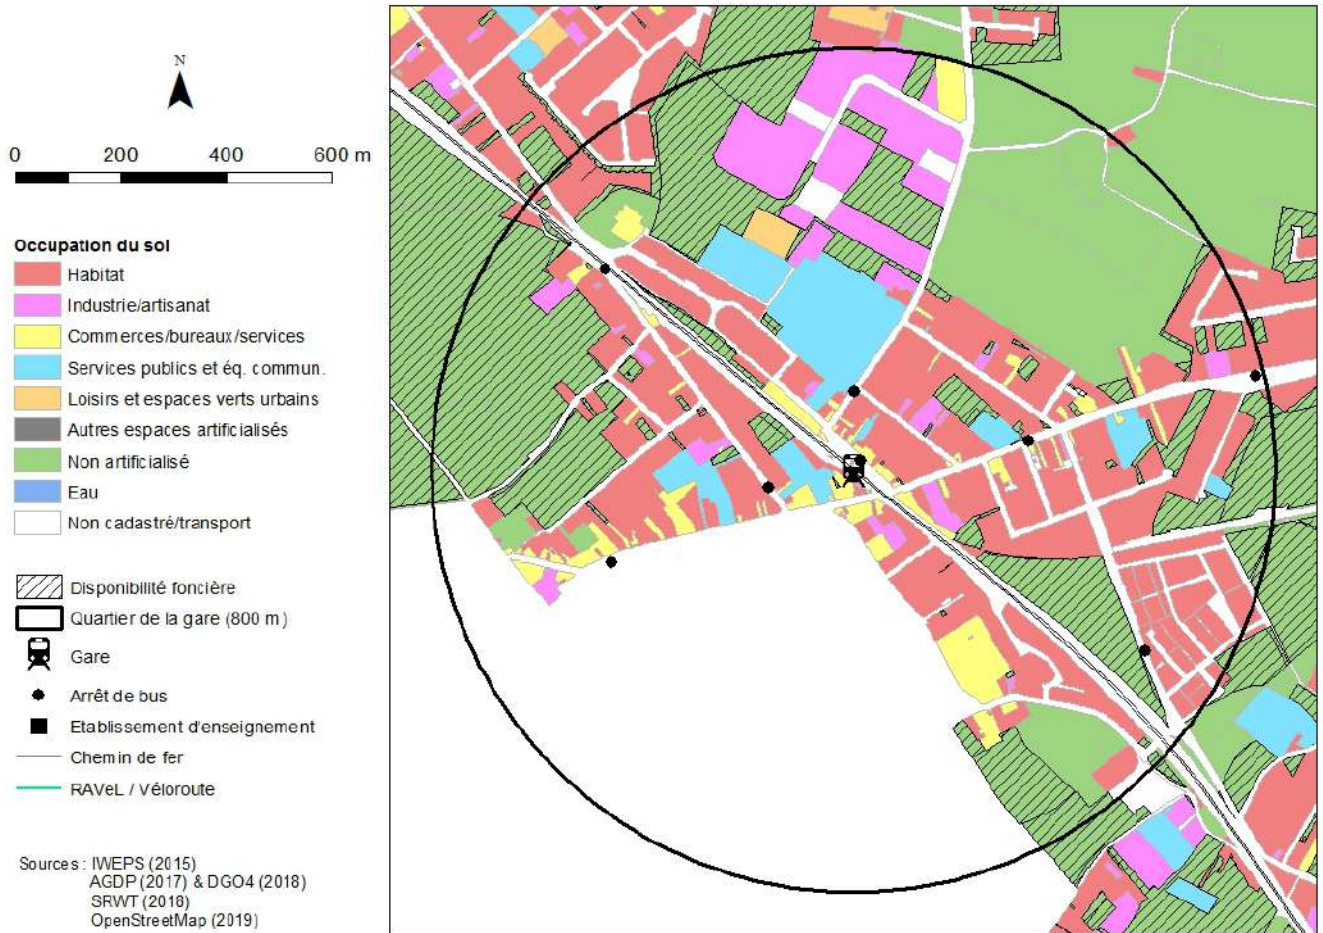 N
0 200 400 600 m
Occupation du sol
Habitat
Industrie/artisanat
Commerces/bureaux/services
Services publics et éq. commun.
Loisirs et espaces verts urbains
Autres espaces artificialisés
Non artificialisé
Eau
Non cadastré/transport
Disponibilité foncière
Quartier de la gare (800 m)
Gare
Arrêt de bus
Etablissement d'enseignement
Chemin de fer
RAVeL / Véloroute
Sources : IWEPS (2015)
AGDP (2017) & DGO4 (2018)
SRWT (2018)
OpenStreetMap (2019)